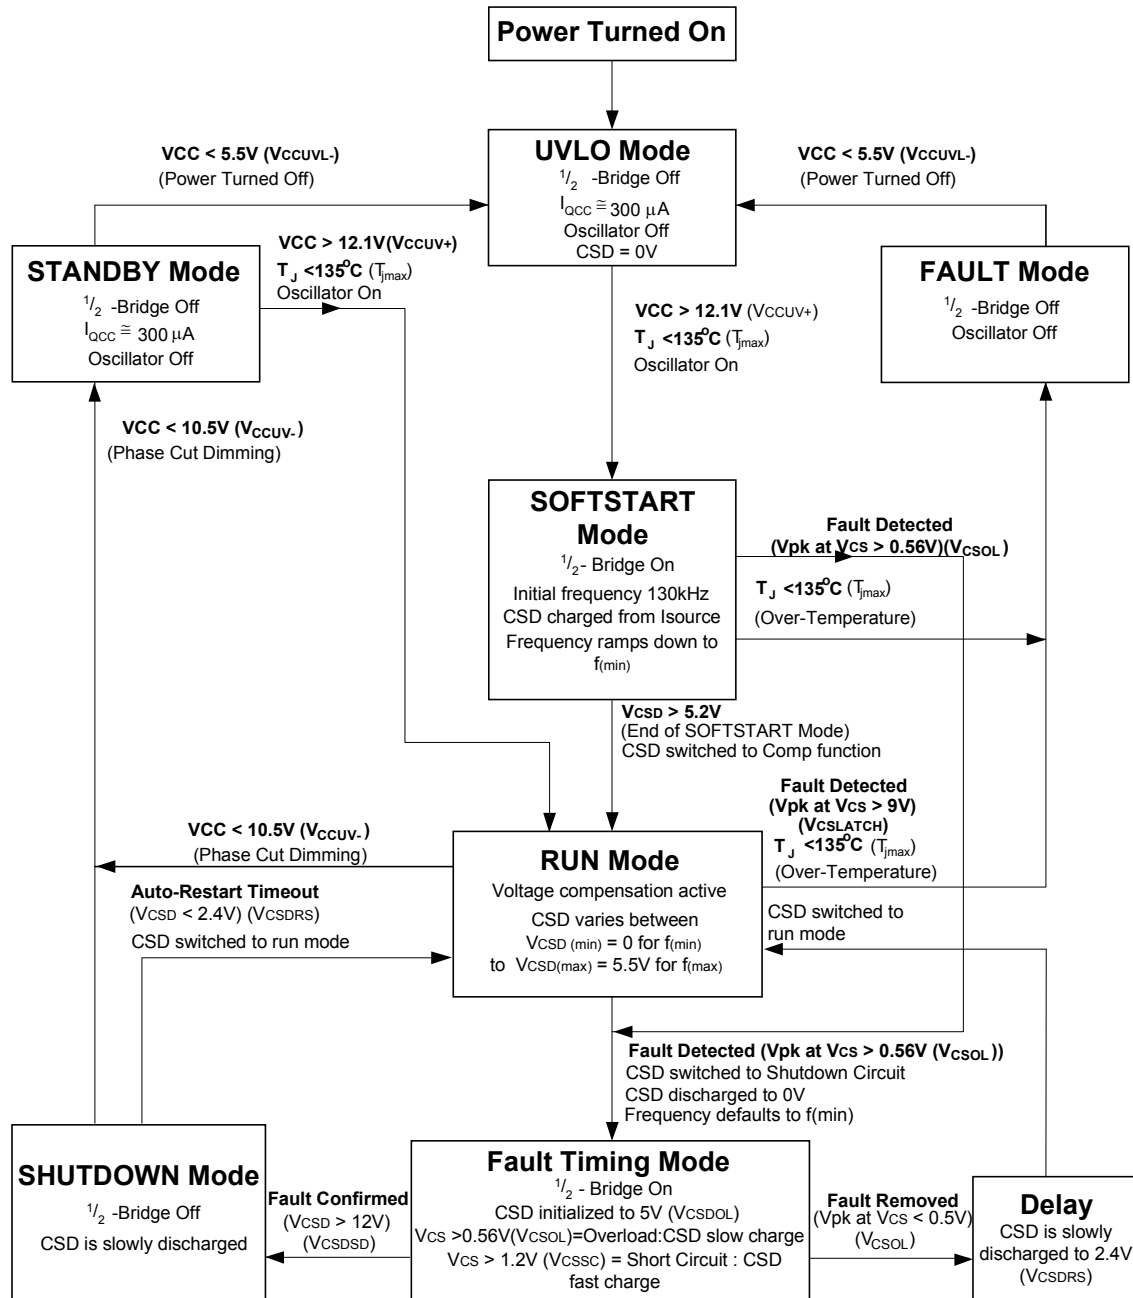 Power Turned On
UVLO Mode
1/2 -Bridge Off
IQCC ≅ 300 μA
Oscillator Off
CSD = 0V
VCC < 5.5V (VCCUVL-)
(Power Turned Off)
VCC < 5.5V (VCCUVL-)
(Power Turned Off)
STANDBY Mode
1/2 -Bridge Off
IQCC ≅ 300 μA
Oscillator Off
VCC > 12.1V(VCCUV+)
TJ <135°C (Tjmax)
Oscillator On
VCC > 12.1V (VCCUV+)
TJ <135°C (Tjmax)
Oscillator On
FAULT Mode
1/2 -Bridge Off
Oscillator Off
VCC < 10.5V (VCCUV-)
(Phase Cut Dimming)
SOFTSTART
Mode
1/2- Bridge On
Initial frequency 130kHz
CSD charged from Isource
Frequency ramps down to
f(min)
Fault Detected
(Vpk at VCS > 0.56V)(VCSOL)
TJ <135°C (Tjmax)
(Over-Temperature)
VCSD > 5.2V
(End of SOFTSTART Mode)
CSD switched to Comp function
Fault Detected
(Vpk at VCS > 9V)
(VCSLATCH)
TJ <135°C (Tjmax)
(Over-Temperature)
VCC < 10.5V (VCCUV-)
(Phase Cut Dimming)
RUN Mode
Voltage compensation active
CSD varies between
VCSD (min) = 0 for f(min)
to VCSD(max) = 5.5V for f(max)
Auto-Restart Timeout
(VCSD < 2.4V) (VCSDRS)
CSD switched to run mode
CSD switched to
run mode
Fault Detected (Vpk at VCS > 0.56V (VCSOL))
CSD switched to Shutdown Circuit
CSD discharged to 0V
Frequency defaults to f(min)
SHUTDOWN Mode
1/2 -Bridge Off
CSD is slowly discharged
Fault Confirmed
(VCSD > 12V)
(VCSDSD)
Fault Timing Mode
1/2 - Bridge On
CSD initialized to 5V (VCSDOL)
VCS >0.56V(VCSOL)=Overload:CSD slow charge
VCS > 1.2V (VCSSC) = Short Circuit : CSD
fast charge
Fault Removed
(Vpk at VCS < 0.5V)
(VCSOL)
Delay
CSD is slowly
discharged to 2.4V
(VCSDRS)